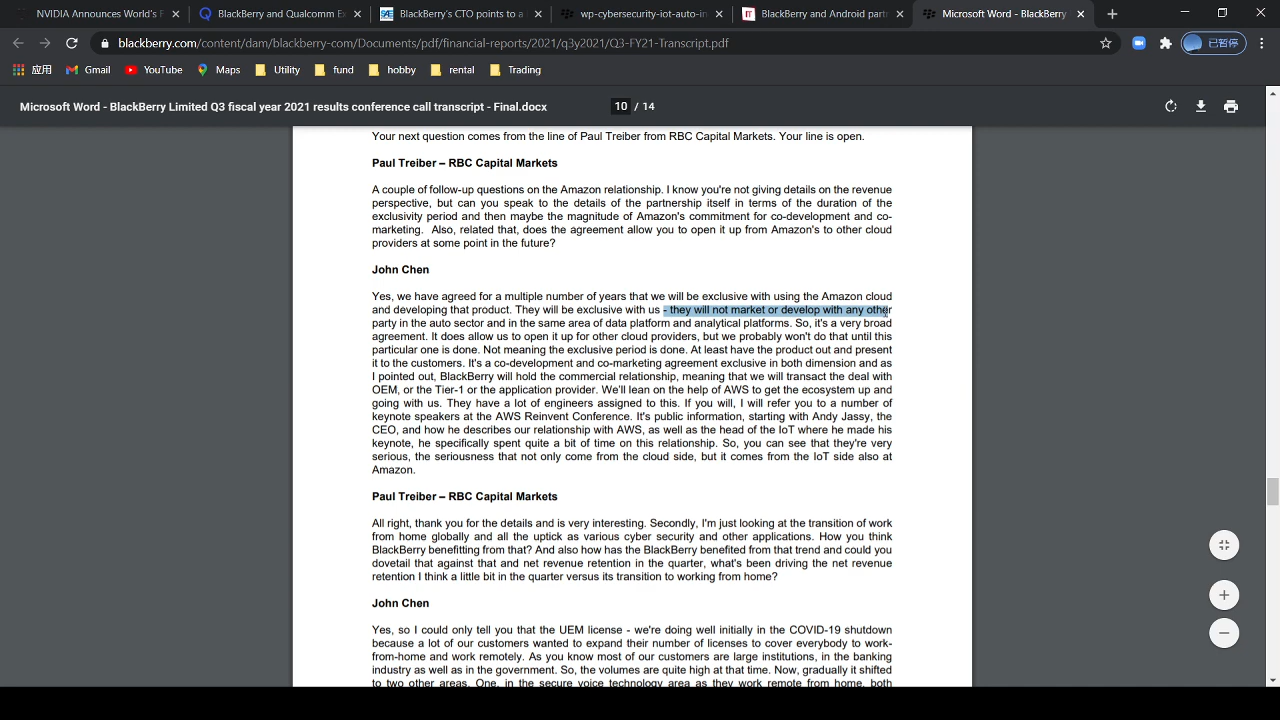 NVIDIA Announces World's F
BlackBerry and Qualcomm Ex
BlackBerry's CTO points to a
wp-cybersecurity-iot-auto-in
BlackBerry and Android part
Microsoft Word - BlackBerry
blackberry.com/content/dam/blackberry-com/Documents/pdf/financial-reports/2021/q3y2021/Q3-FY21-Transcript.pdf
已暂停
应用 Gmail YouTube Maps Utility fund hobby rental Trading
Microsoft Word - BlackBerry Limited Q3 fiscal year 2021 results conference call transcript - Final.docx
10 / 14
Your next question comes from the line of Paul Treiber from RBC Capital Markets. Your line is open.
Paul Treiber – RBC Capital Markets
A couple of follow-up questions on the Amazon relationship. I know you're not giving details on the revenue
perspective, but can you speak to the details of the partnership itself in terms of the duration of the
exclusivity period and then maybe the magnitude of Amazon's commitment for co-development and co-
marketing. Also, related that, does the agreement allow you to open it up from Amazon's to other cloud
providers at some point in the future?
John Chen
Yes, we have agreed for a multiple number of years that we will be exclusive with using the Amazon cloud
and developing that product. They will be exclusive with us - they will not market or develop with any other
party in the auto sector and in the same area of data platform and analytical platforms. So, it's a very broad
agreement. It does allow us to open it up for other cloud providers, but we probably won't do that until this
particular one is done. Not meaning the exclusive period is done. At least have the product out and present
it to the customers. It's a co-development and co-marketing agreement exclusive in both dimension and as
I pointed out, BlackBerry will hold the commercial relationship, meaning that we will transact the deal with
OEM, or the Tier-1 or the application provider. We'll lean on the help of AWS to get the ecosystem up and
going with us. They have a lot of engineers assigned to this. If you will, I will refer you to a number of
keynote speakers at the AWS Reinvent Conference. It's public information, starting with Andy Jassy, the
CEO, and how he describes our relationship with AWS, as well as the head of the IoT where he made his
keynote, he specifically spent quite a bit of time on this relationship. So, you can see that they're very
serious, the seriousness that not only come from the cloud side, but it comes from the IoT side also at
Amazon.
Paul Treiber – RBC Capital Markets
All right, thank you for the details and is very interesting. Secondly, I'm just looking at the transition of work
from home globally and all the uptick as various cyber security and other applications. How you think
BlackBerry benefitting from that? And also how has the BlackBerry benefited from that trend and could you
dovetail that against that and net revenue retention in the quarter, what's been driving the net revenue
retention I think a little bit in the quarter versus its transition to working from home?
John Chen
Yes, so I could only tell you that the UEM license - we're doing well initially in the COVID-19 shutdown
because a lot of our customers wanted to expand their number of licenses to cover everybody to work-
from-home and work remotely. As you know most of our customers are large institutions, in the banking
industry as well as in the government. So, the volumes are quite high at that time. Now, gradually it shifted
to two other areas. One, in the secure voice technology area as they work remote from home, both